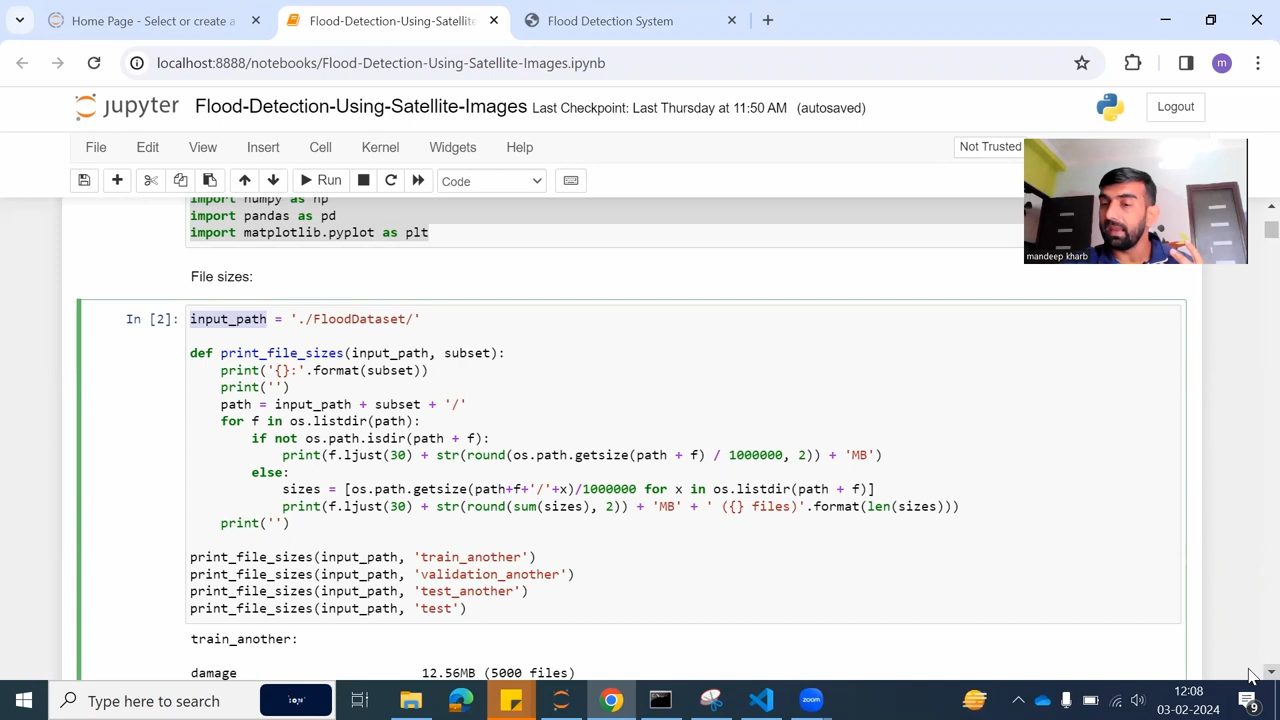 Home Page - Select or create a
Flood-Detection-Using-Satellite
Flood Detection System
localhost:8888/notebooks/Flood-Detection-Using-Satellite-Images.ipynb
m
jupyter Flood-Detection-Using-Satellite-Images Last Checkpoint: Last Thursday at 11:50 AM (autosaved)
Logout
File Edit View Insert Cell Kernel Widgets Help
Not Trusted
Run
Code
import numpy as np
import pandas as pd
import matplotlib.pyplot as plt
mandeep kharb
File sizes:
In [2]: input_path = './FloodDataset/'
def print_file_sizes(input_path, subset):
print('{}:'.format(subset))
print('')
path = input_path + subset + '/'
for f in os.listdir(path):
if not os.path.isdir(path + f):
print(f.ljust(30) + str(round(os.path.getsize(path + f) / 1000000, 2)) + 'MB')
else:
sizes = [os.path.getsize(path+f+'/'+x)/1000000 for x in os.listdir(path + f)]
print(f.ljust(30) + str(round(sum(sizes), 2)) + 'MB' + ' ({} files)'.format(len(sizes)))
print('')
print_file_sizes(input_path, 'train_another')
print_file_sizes(input_path, 'validation_another')
print_file_sizes(input_path, 'test_another')
print_file_sizes(input_path, 'test')
train_another:
damage 12.56MB (5000 files)
Type here to search
zoom
12:08
03-02-2024
9